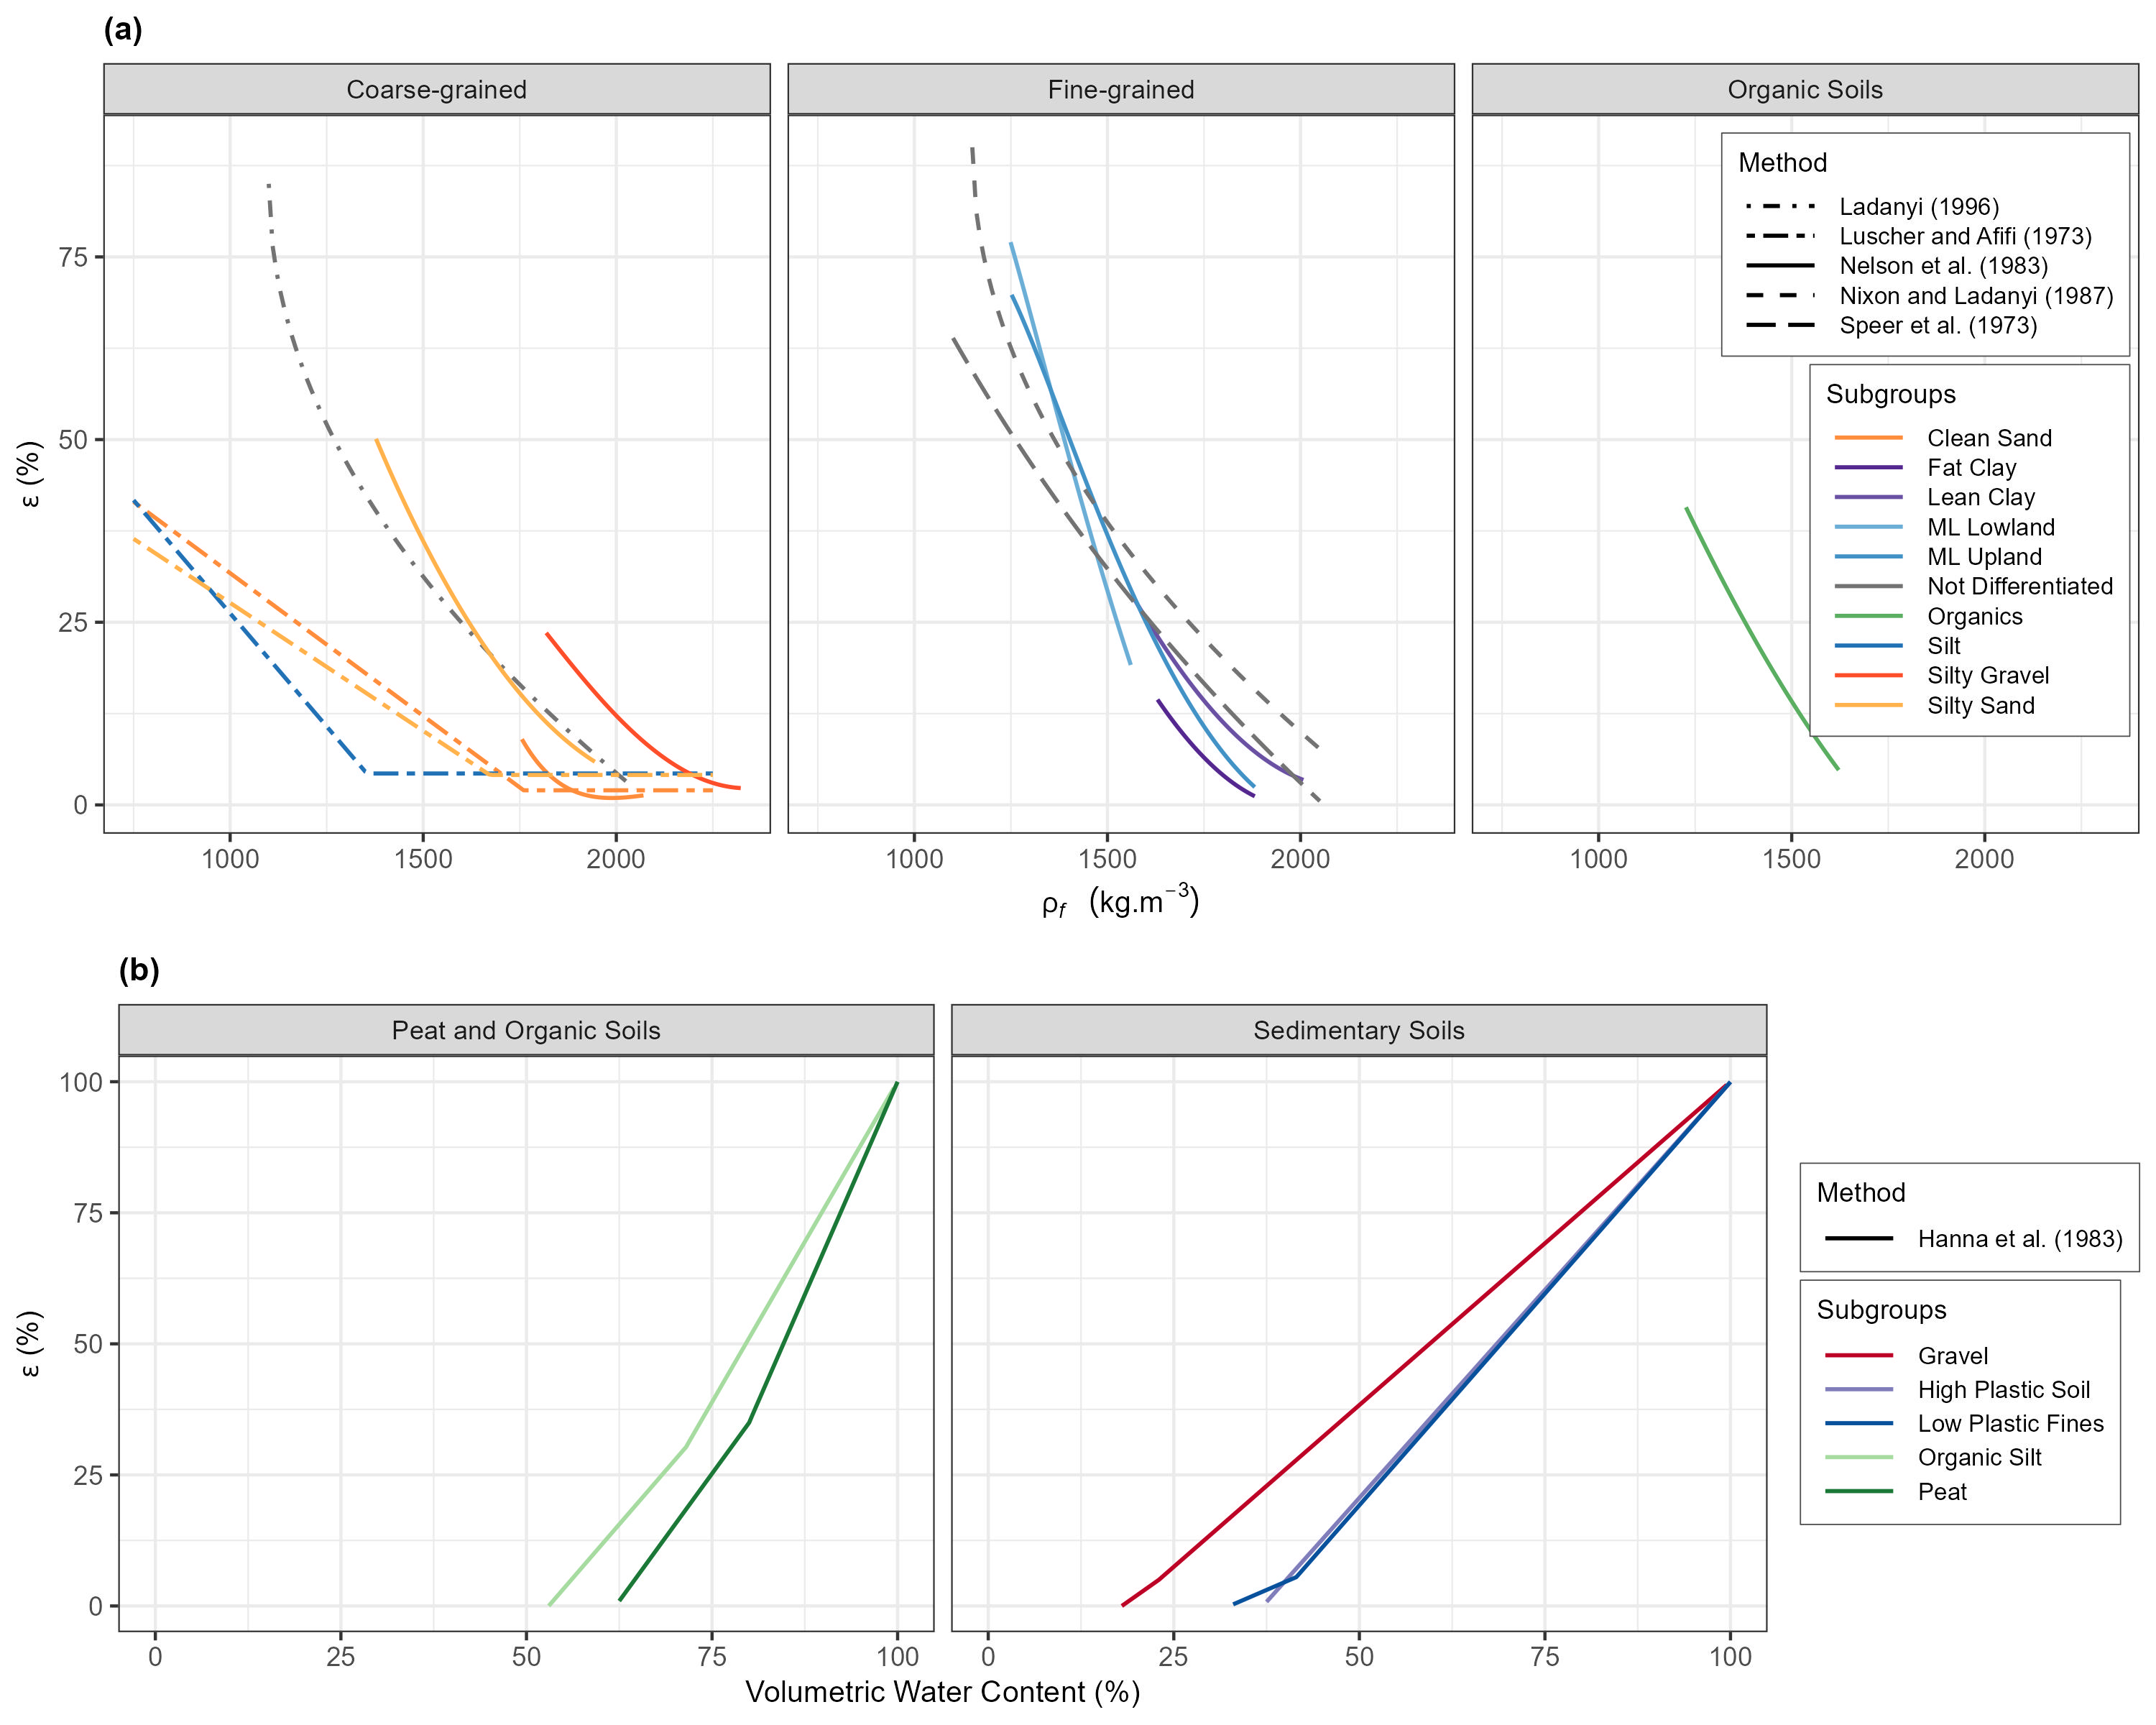 (a)
Coarse-grained
Fine-grained
Organic Soils
Method
Ladanyi (1996)
Luscher and Afifi (1973)
Nelson et al. (1983)
Nixon and Ladanyi (1987)
Speer et al. (1973)
Subgroups
Clean Sand
Fat Clay
Lean Clay
ML Lowland
ML Upland
Not Differentiated
Organics
Silt
Silty Gravel
Silty Sand
ε (%)
75
50
25
0
1000 1500 2000
1000 1500 2000
1000 1500 2000
ρf (kg.m⁻³)
(b)
Peat and Organic Soils
Sedimentary Soils
ε (%)
100
75
50
25
0
0 25 50 75 100
0 25 50 75 100
Volumetric Water Content (%)
Method
Hanna et al. (1983)
Subgroups
Gravel
High Plastic Soil
Low Plastic Fines
Organic Silt
Peat